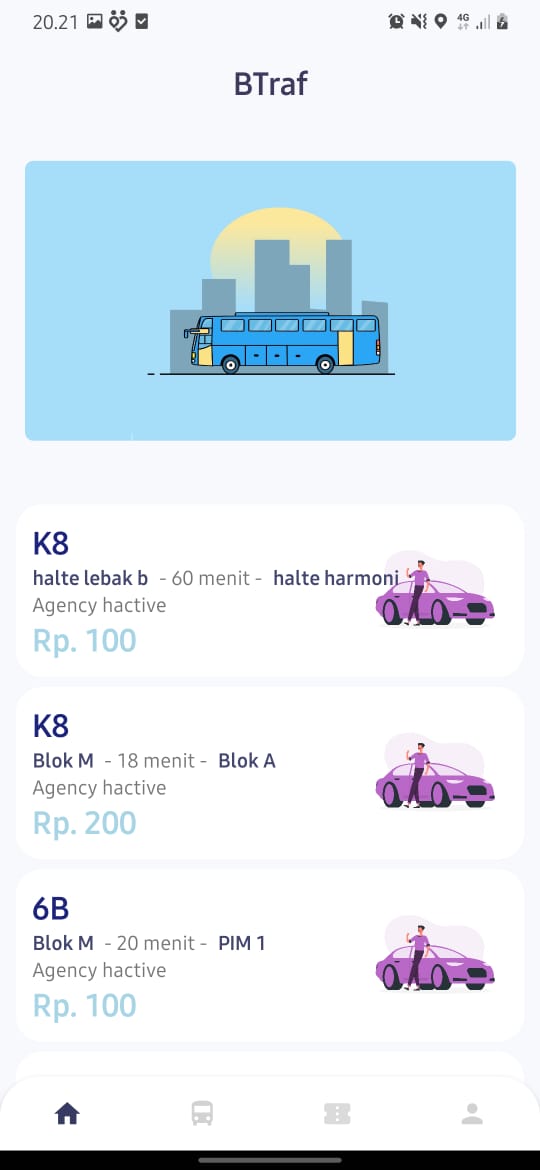 20.21
4G
BTraf
K8
halte lebak b - 60 menit - halte harmoni
Agency hactive
Rp. 100
K8
Blok M - 18 menit - Blok A
Agency hactive
Rp. 200
6B
Blok M - 20 menit - PIM 1
Agency hactive
Rp. 100